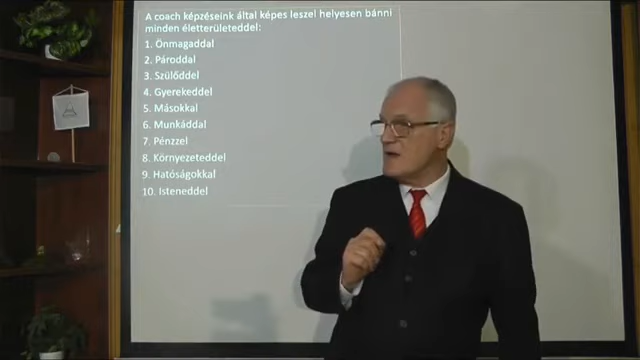 A coach képzéseink által képes leszel helyesen bánni
minden életterületeddel:
1. Önmagaddal
2. Pároddal
3. Szülőddel
4. Gyerekeddel
5. Másokkal
6. Munkáddal
7. Pénzzel
8. Környezeteddel
9. Hatóságokkal
10. Isteneddel